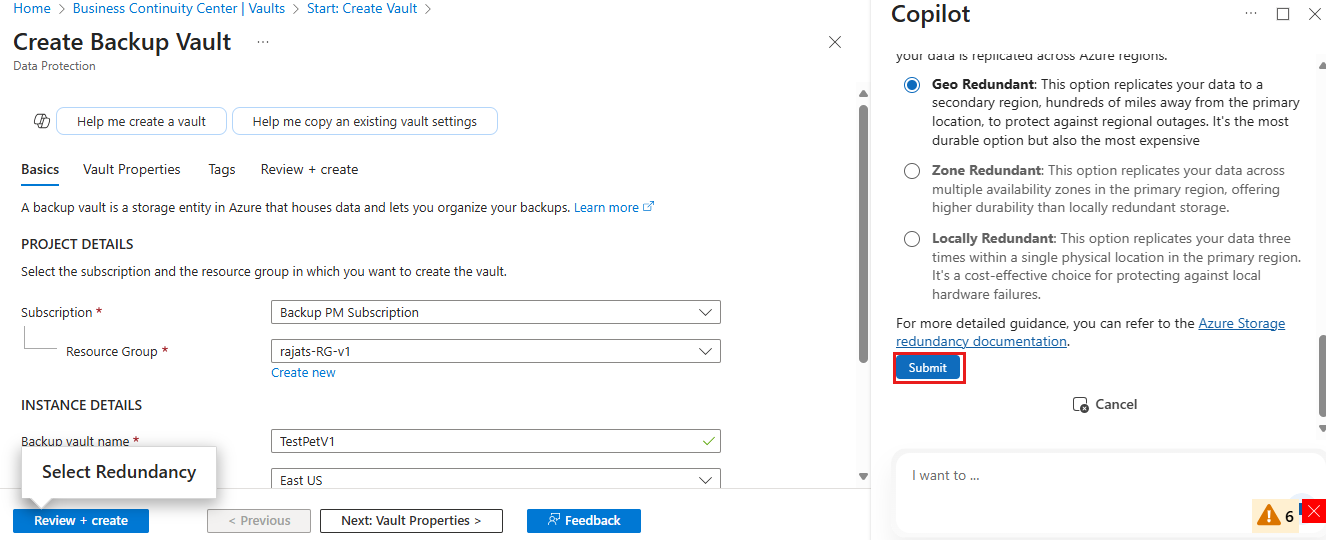 Home > Business Continuity Center | Vaults > Start: Create Vault >
Create Backup Vault ...
Data Protection
Help me create a vault
Help me copy an existing vault settings
Basics Vault Properties Tags Review + create
A backup vault is a storage entity in Azure that houses data and lets you organize your backups. Learn more
PROJECT DETAILS
Select the subscription and the resource group in which you want to create the vault.
Subscription *
Backup PM Subscription
Resource Group *
rajats-RG-v1
Create new
INSTANCE DETAILS
Backup vault name *
TestPetV1
Select Redundancy
East US
Review + create
< Previous
Next: Vault Properties >
Feedback
Copilot
...
your data is replicated across Azure regions.
Geo Redundant: This option replicates your data to a
secondary region, hundreds of miles away from the primary
location, to protect against regional outages. It's the most
durable option but also the most expensive
Zone Redundant: This option replicates your data across
multiple availability zones in the primary region, offering
higher durability than locally redundant storage.
Locally Redundant: This option replicates your data three
times within a single physical location in the primary region.
It's a cost-effective choice for protecting against local
hardware failures.
For more detailed guidance, you can refer to the Azure Storage
redundancy documentation.
Submit
Cancel
I want to ...
6